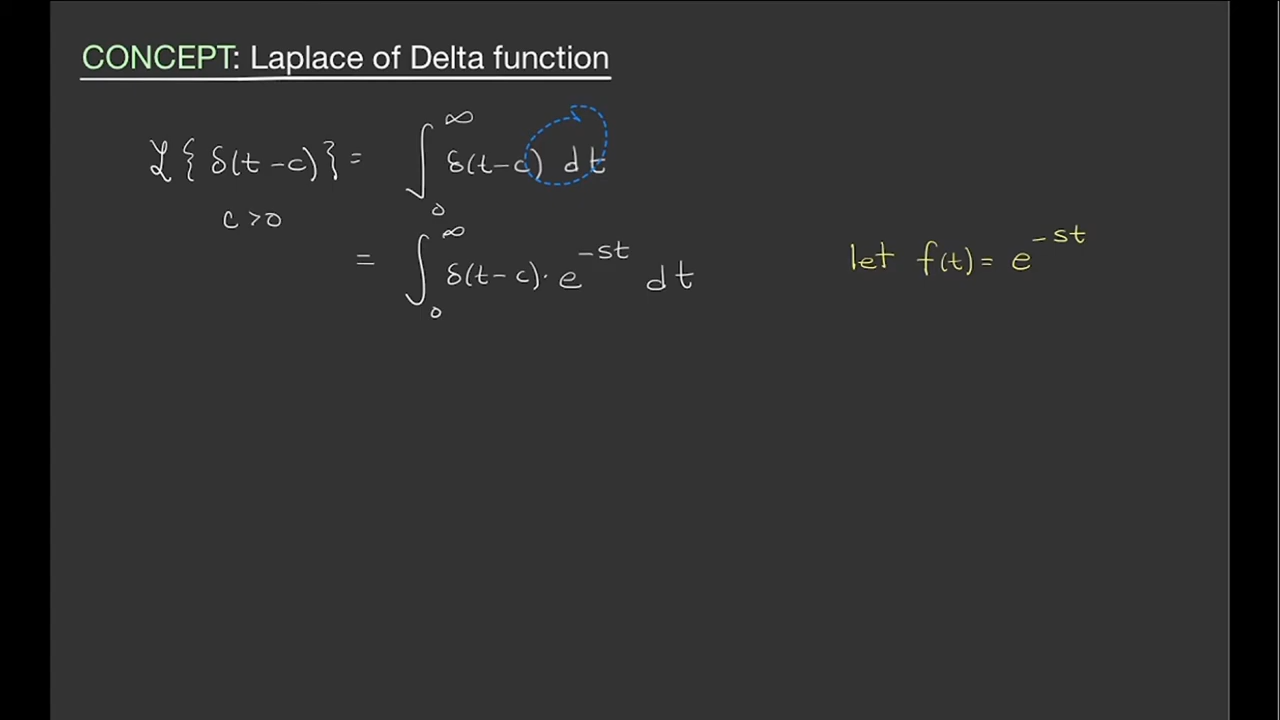 CONCEPT: Laplace of Delta function
ℒ{δ(t-c)} = ∫₀^∞ δ(t-c) dt
c>0
= ∫₀^∞ δ(t-c)·e^{-st} dt
let f(t) = e^{-st}